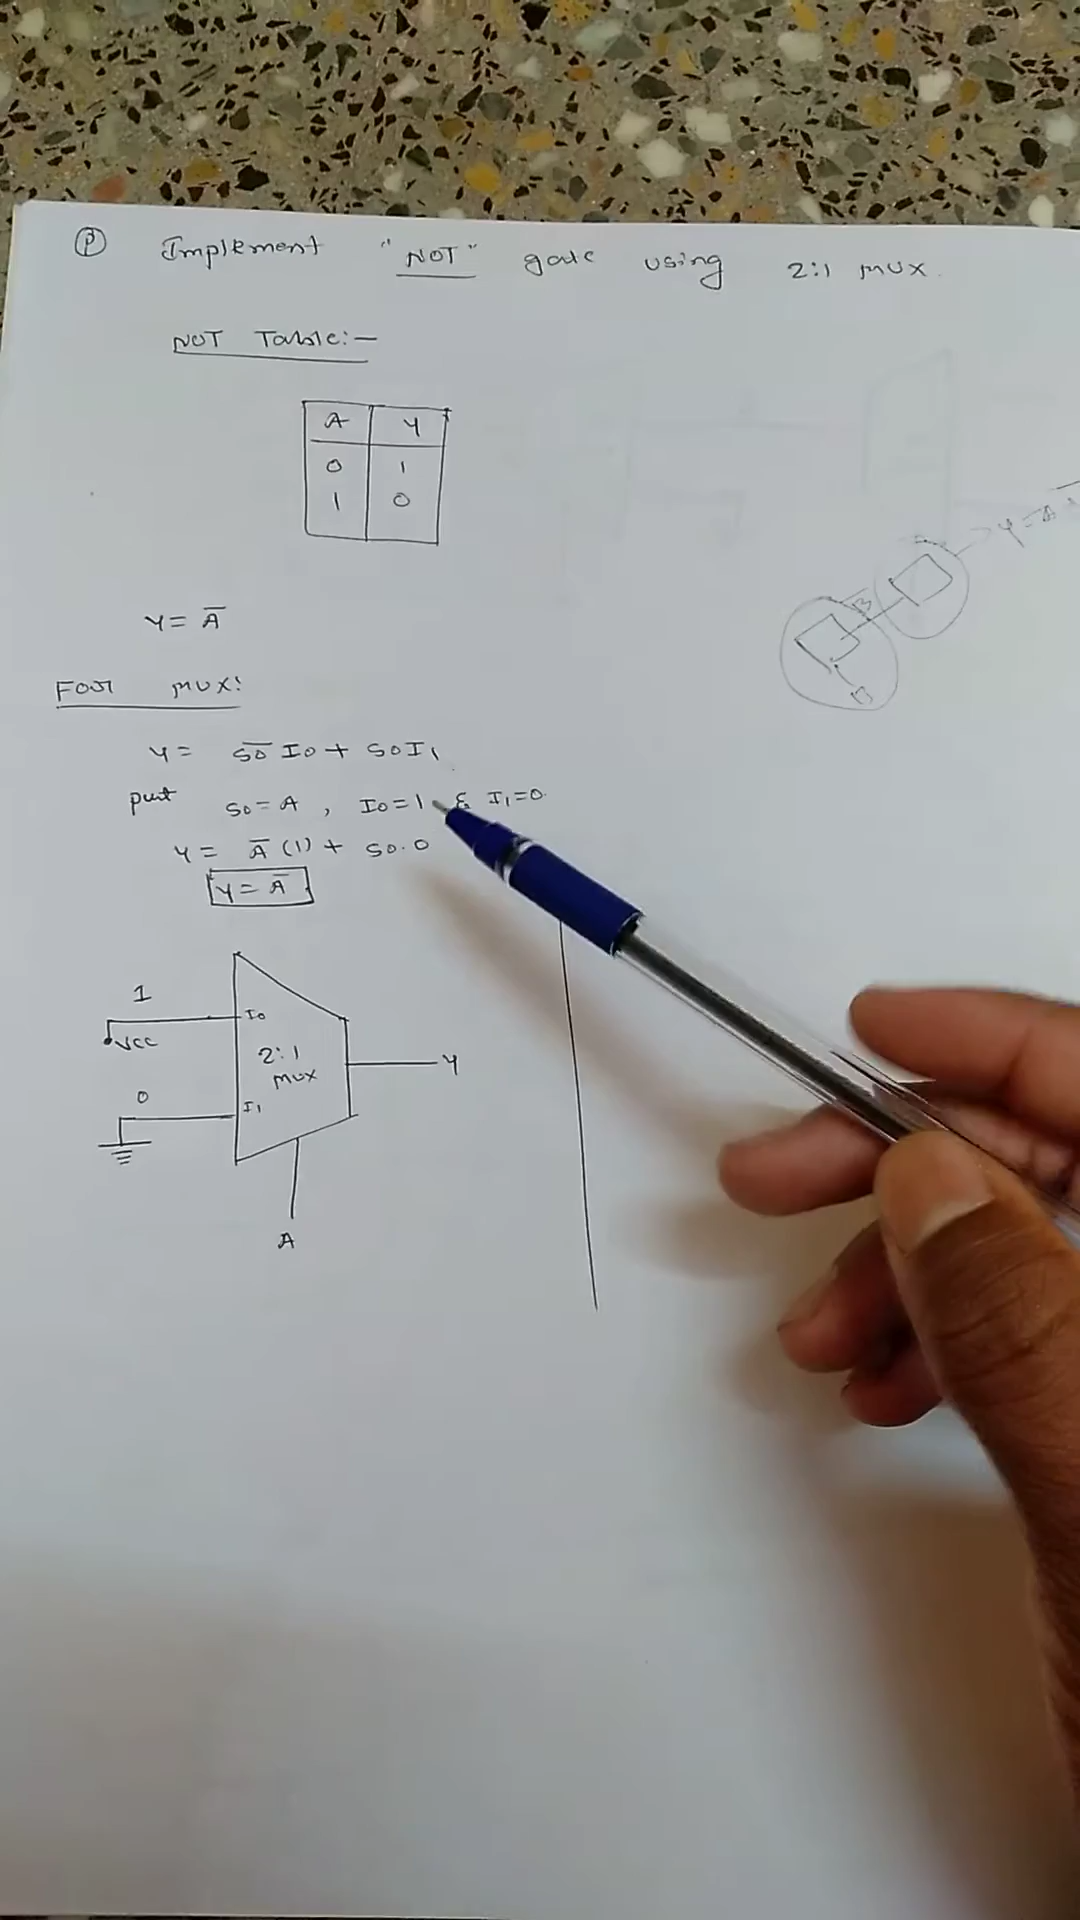 P Implement "NOT" gate using 2:1 MUX.
NOT Table:-
A Y
0 1
1 0
Y = A̅
For MUX:
Y = S̅0̅ I0 + S0 I1
put S0 = A , I0 = 1 & I1 = 0
Y = A̅ (1) + S0.0
Y = A̅
1
I0
VCC
2:1
MUX
Y
0
I1
A
B
B